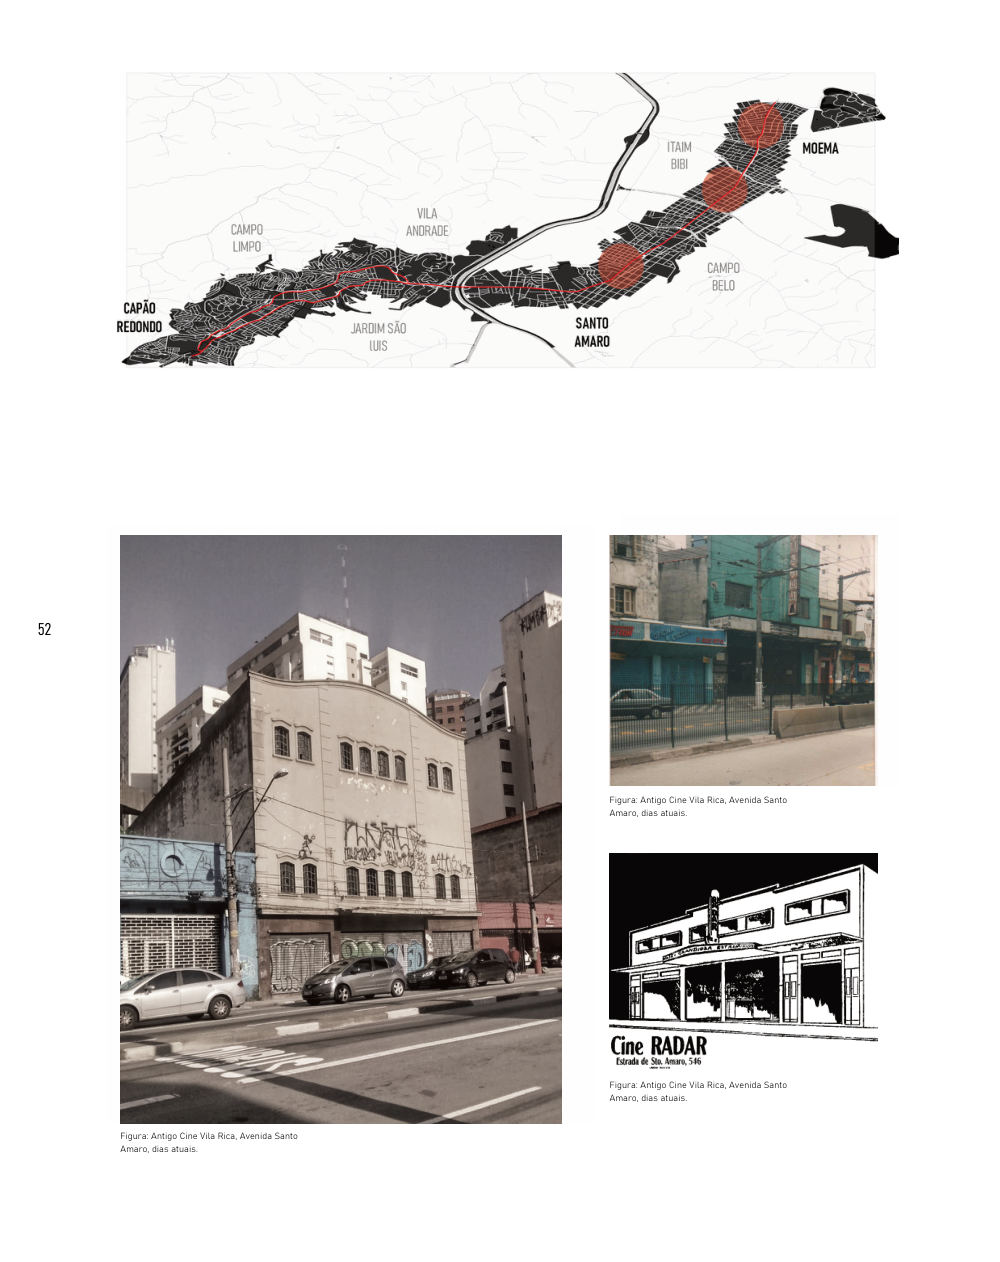 ITAIM
BIBI
MOEMA
VILA
ANDRADE
CAMPO
LIMPO
CAMPO
BELO
CAPÃO
REDONDO
JARDIM SÃO
LUIS
SANTO
AMARO
52
Figura: Antigo Cine Vila Rica, Avenida Santo
Amaro, dias atuais.
Cine RADAR
Estrada de Sto. Amaro, 546
Figura: Antigo Cine Vila Rica, Avenida Santo
Amaro, dias atuais.
Figura: Antigo Cine Vila Rica, Avenida Santo
Amaro, dias atuais.